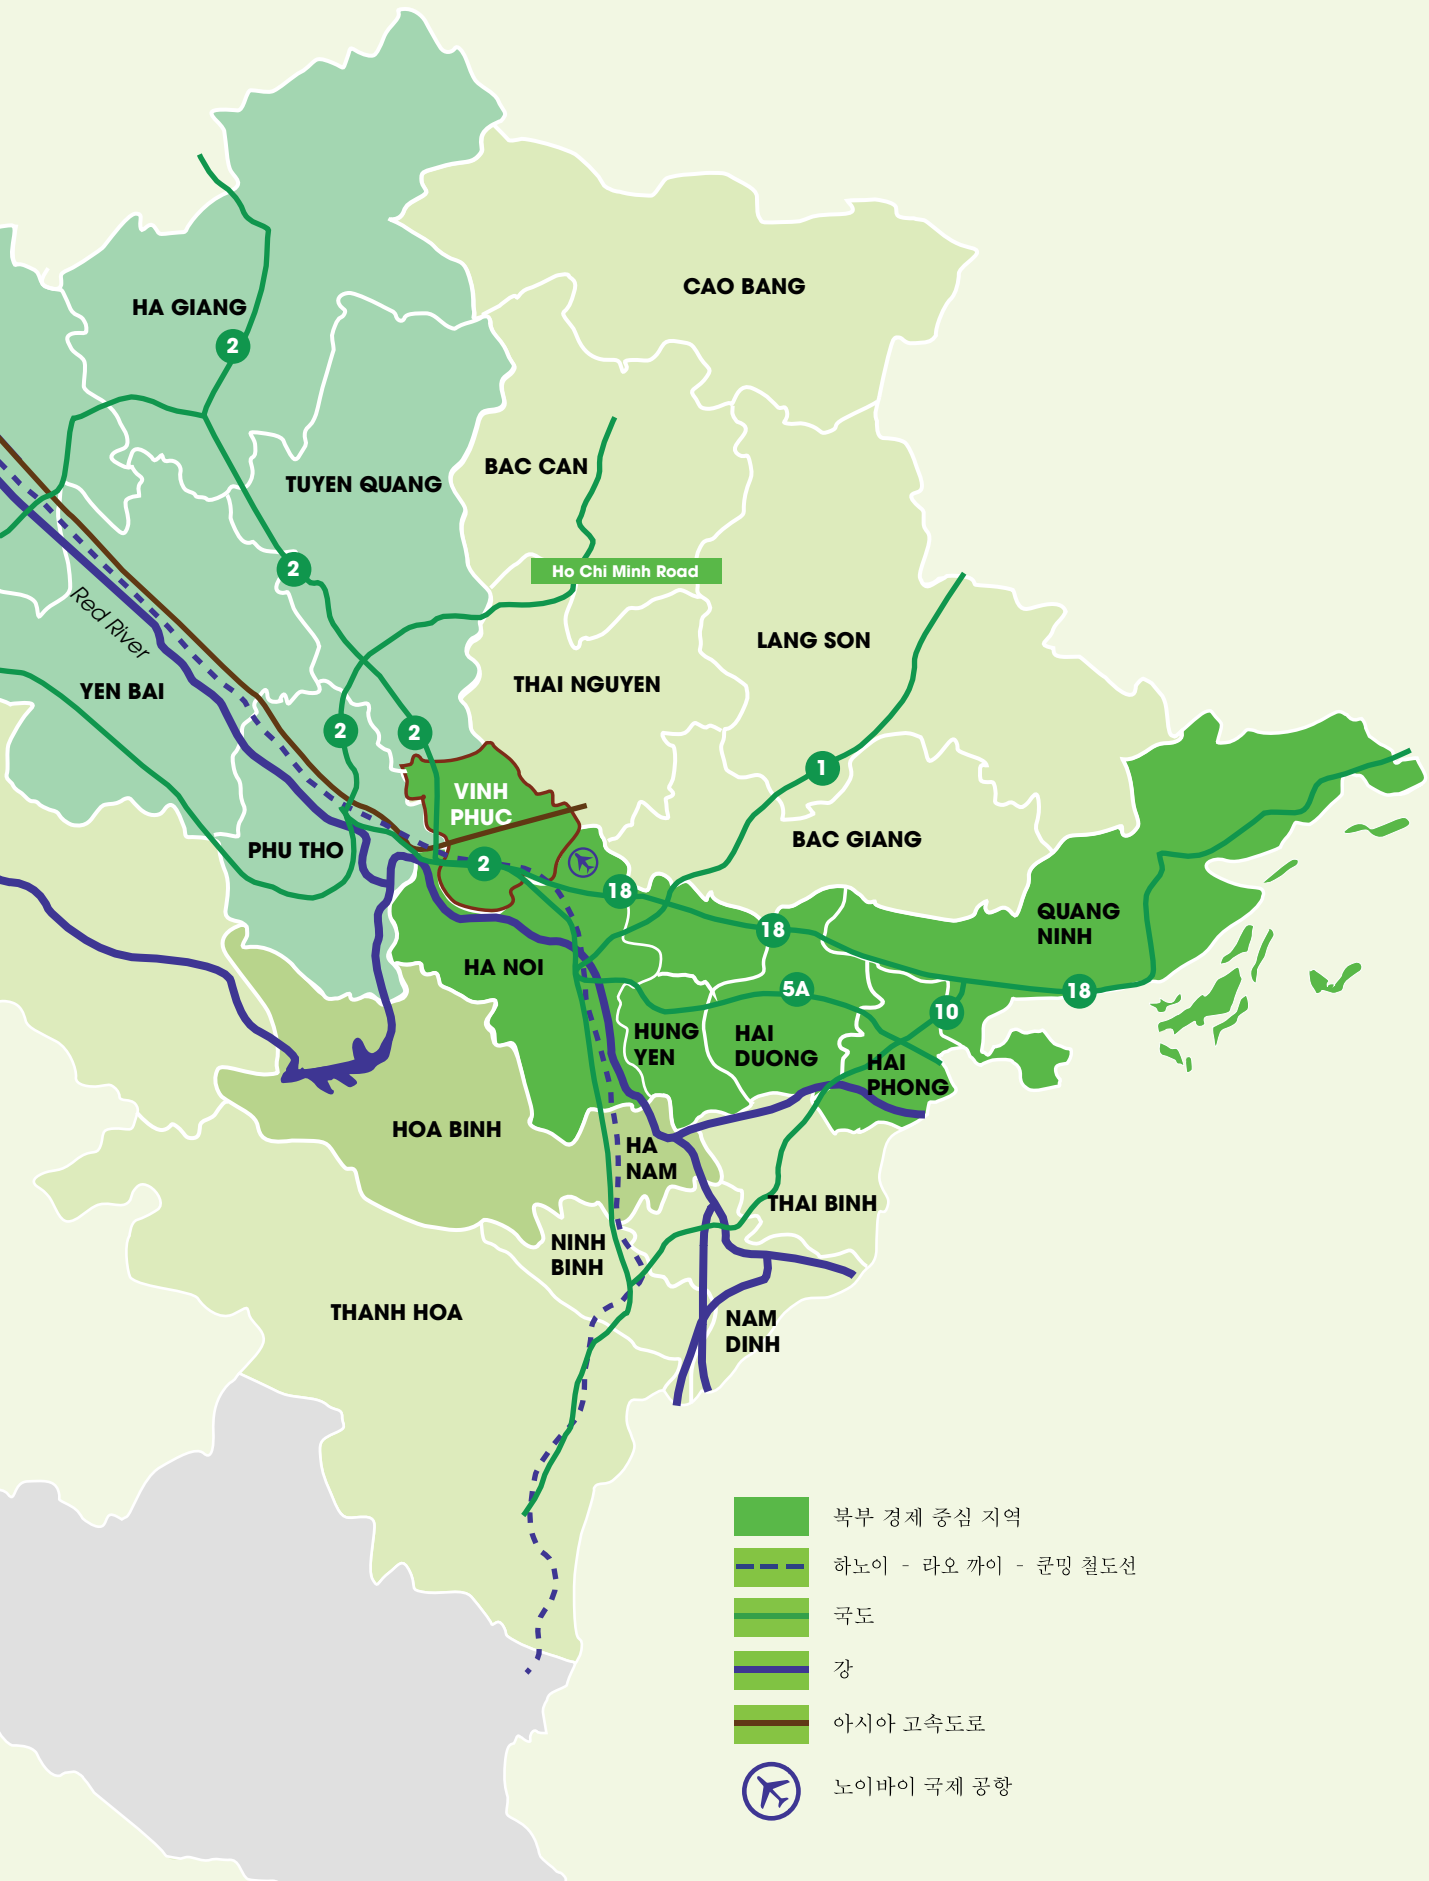 CAO BANG
HA GIANG
2
BAC CAN
TUYEN QUANG
2
Ho Chi Minh Road
Red River
LANG SON
THAI NGUYEN
YEN BAI
2
2
1
VINH
PHUC
BAC GIANG
PHU THO
2
18
QUANG
NINH
18
HA NOI
5A
18
10
HUNG
YEN
HAI
DUONG
HAI
PHONG
HOA BINH
HA
NAM
THAI BINH
NINH
BINH
THANH HOA
NAM
DINH
북부 경제 중심 지역
하노이 - 라오 까이 - 쿤밍 철도선
국도
강
아시아 고속도로
노이바이 국제 공항